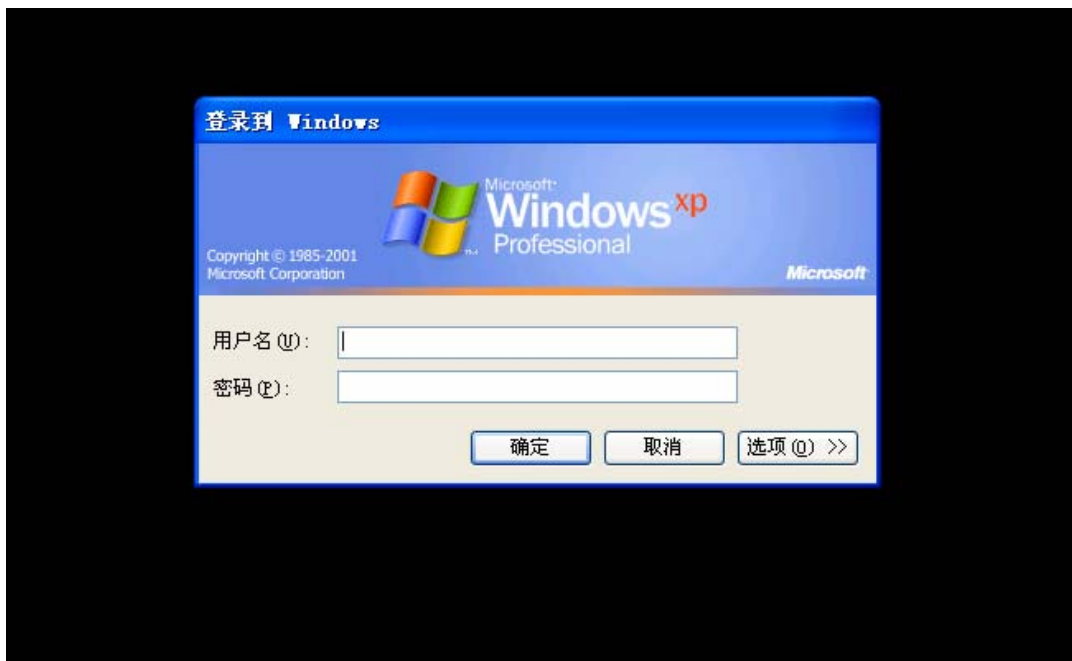 登录到 Windows
Microsoft
Windows xp
Professional
TM
Copyright © 1985-2001
Microsoft Corporation
Microsoft
用户名(U):
密码(P):
确定 取消 选项(O) >>